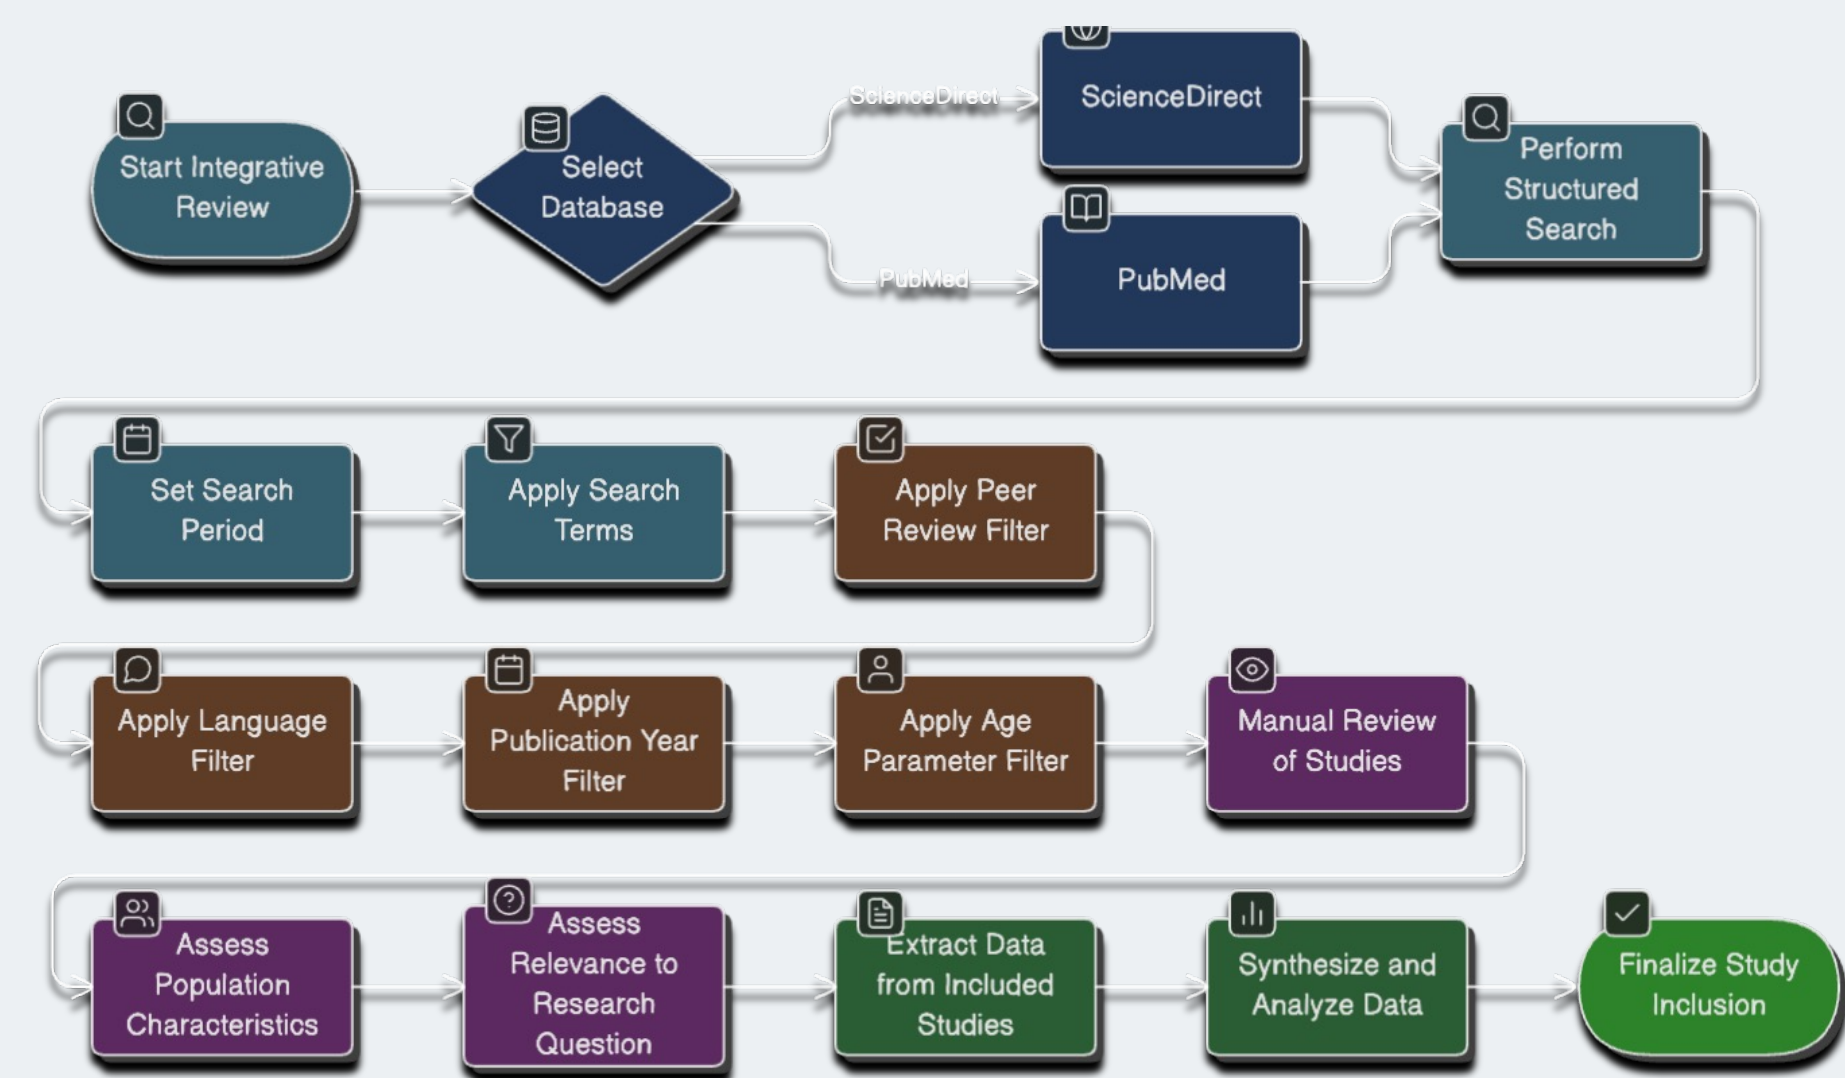 Start Integrative
Review
Select
Database
ScienceDirect
ScienceDirect
PubMed
PubMed
Perform
Structured
Search
Set Search
Period
Apply Search
Terms
Apply Peer
Review Filter
Apply Language
Filter
Apply
Publication Year
Filter
Apply Age
Parameter Filter
Manual Review
of Studies
Assess
Population
Characteristics
Assess
Relevance to
Research
Question
Extract Data
from Included
Studies
Synthesize and
Analyze Data
Finalize Study
Inclusion